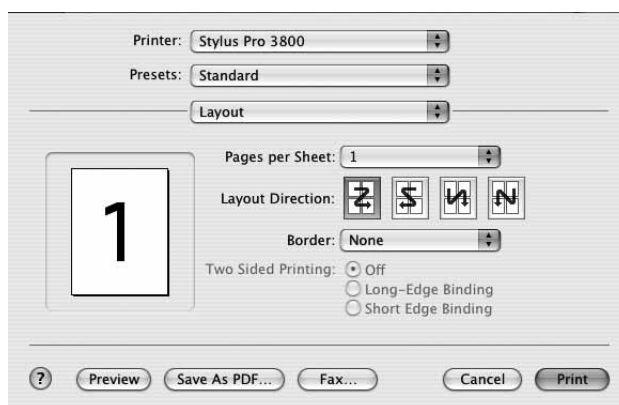 Printer: Stylus Pro 3800
Presets: Standard
Layout
Pages per Sheet: 1
Layout Direction:
1
Border: None
Two Sided Printing: Off
Long-Edge Binding
Short Edge Binding
? Preview Save As PDF... Fax... Cancel Print